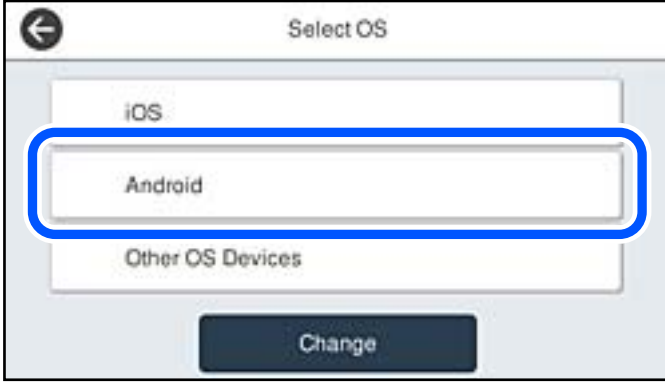 Select OS
iOS
Android
Other OS Devices
Change